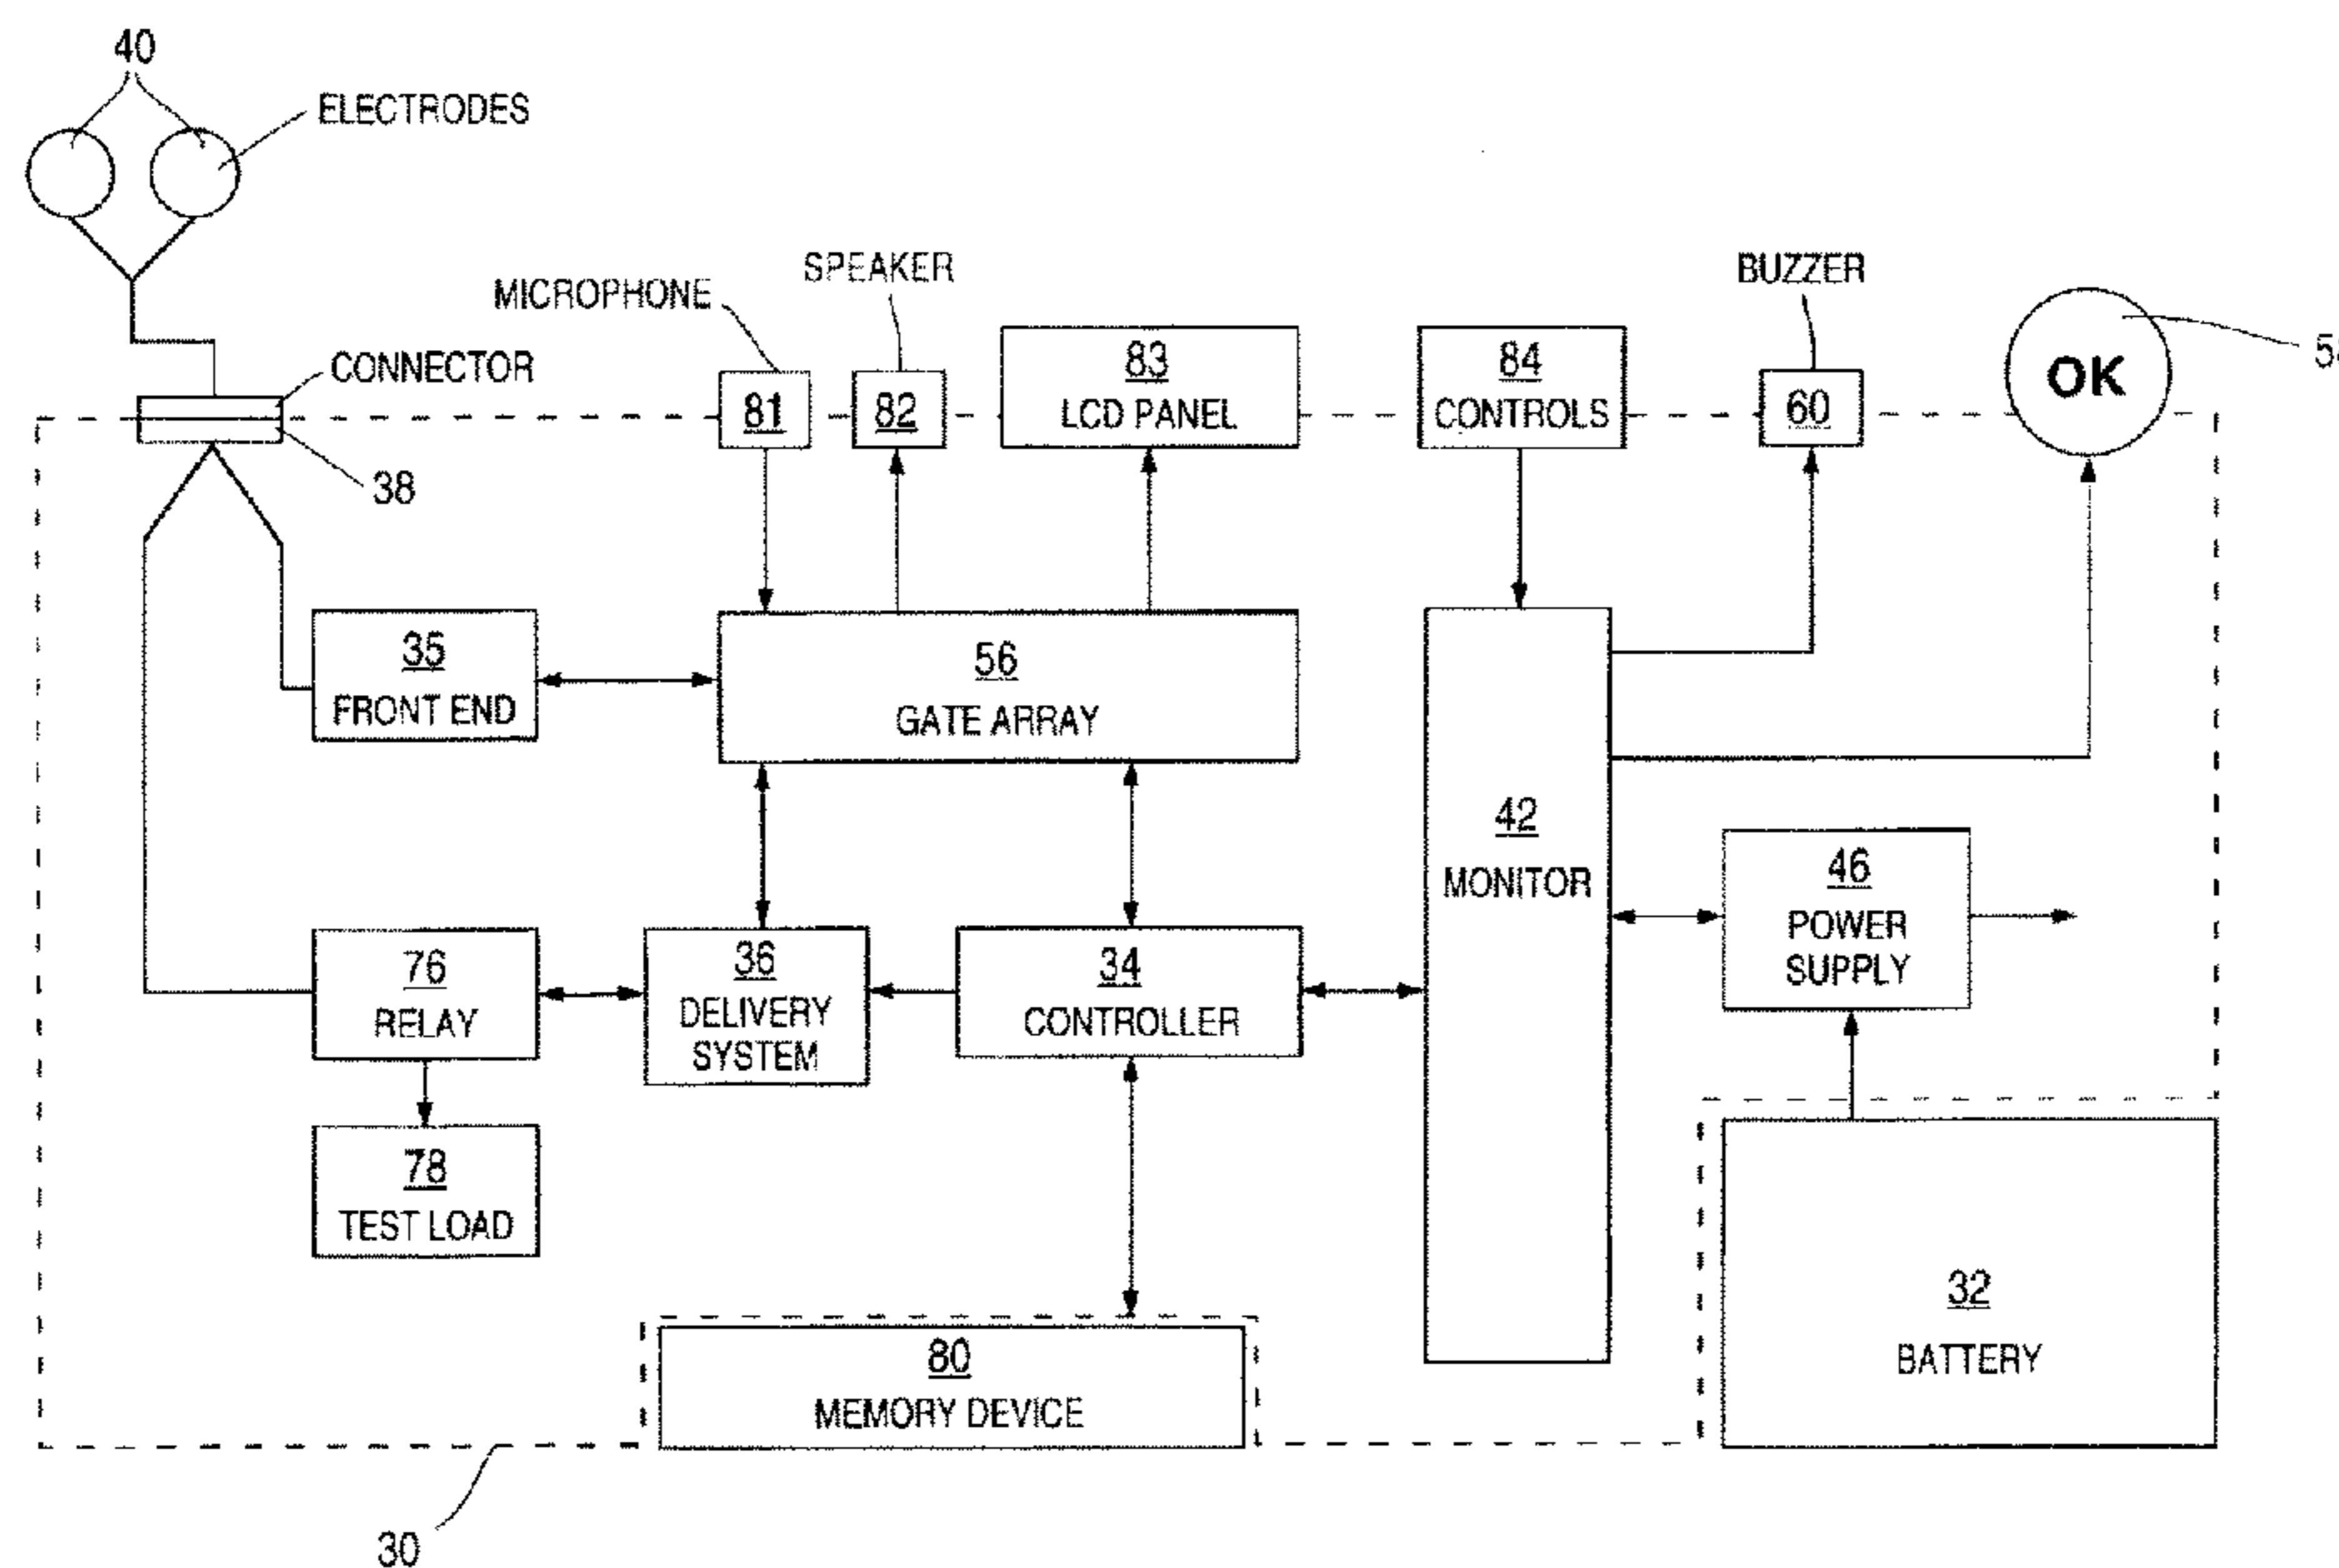 40
ELECTRODES
MICROPHONE
SPEAKER
BUZZER
CONNECTOR
38
81
82
83
LCD PANEL
84
CONTROLS
60
OK
35
FRONT END
56
GATE ARRAY
42
MONITOR
46
POWER
SUPPLY
76
RELAY
36
DELIVERY
SYSTEM
34
CONTROLLER
78
TEST LOAD
80
MEMORY DEVICE
32
BATTERY
30